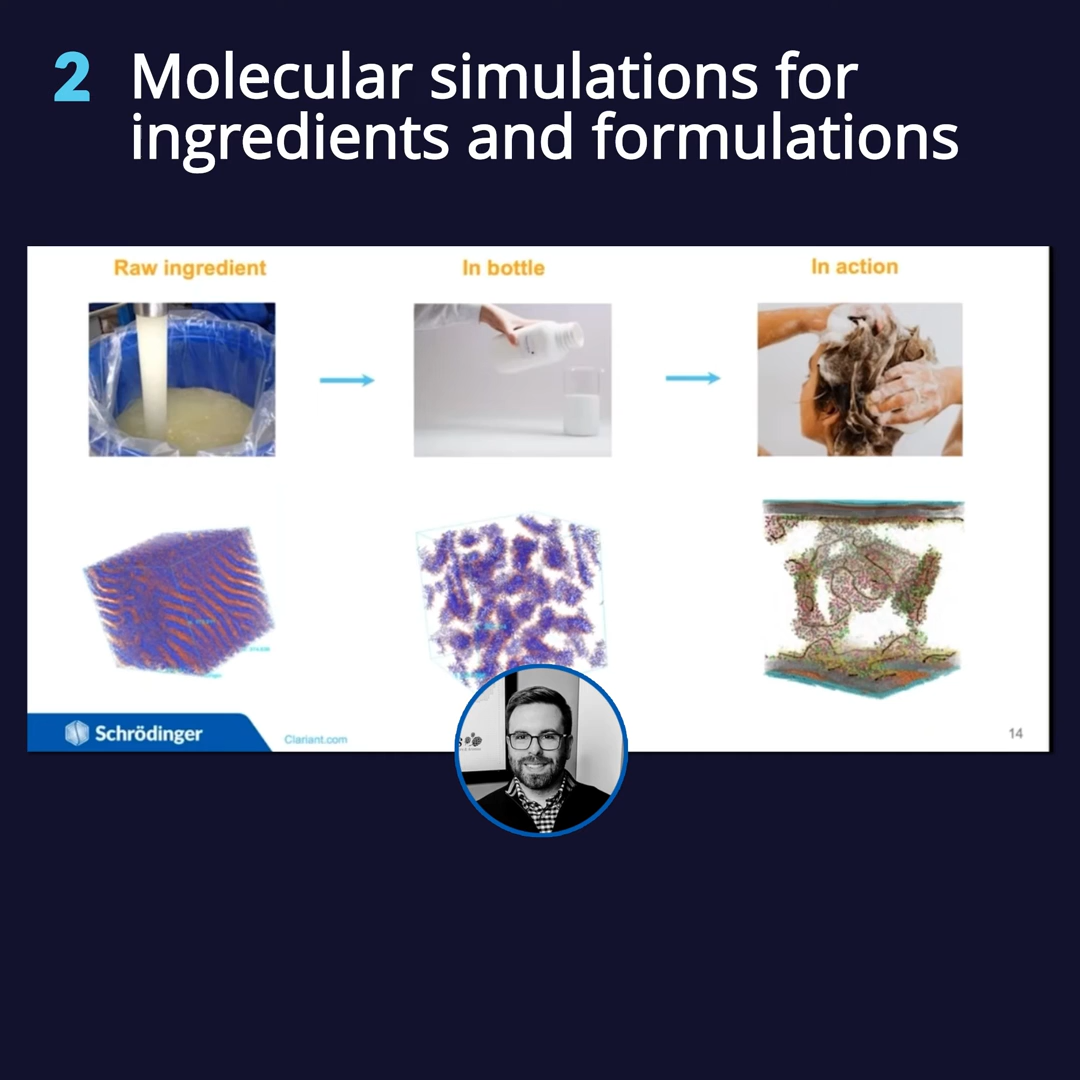 2 Molecular simulations for
ingredients and formulations
Raw ingredient
In bottle
In action
Schrödinger
Clariant.com
14